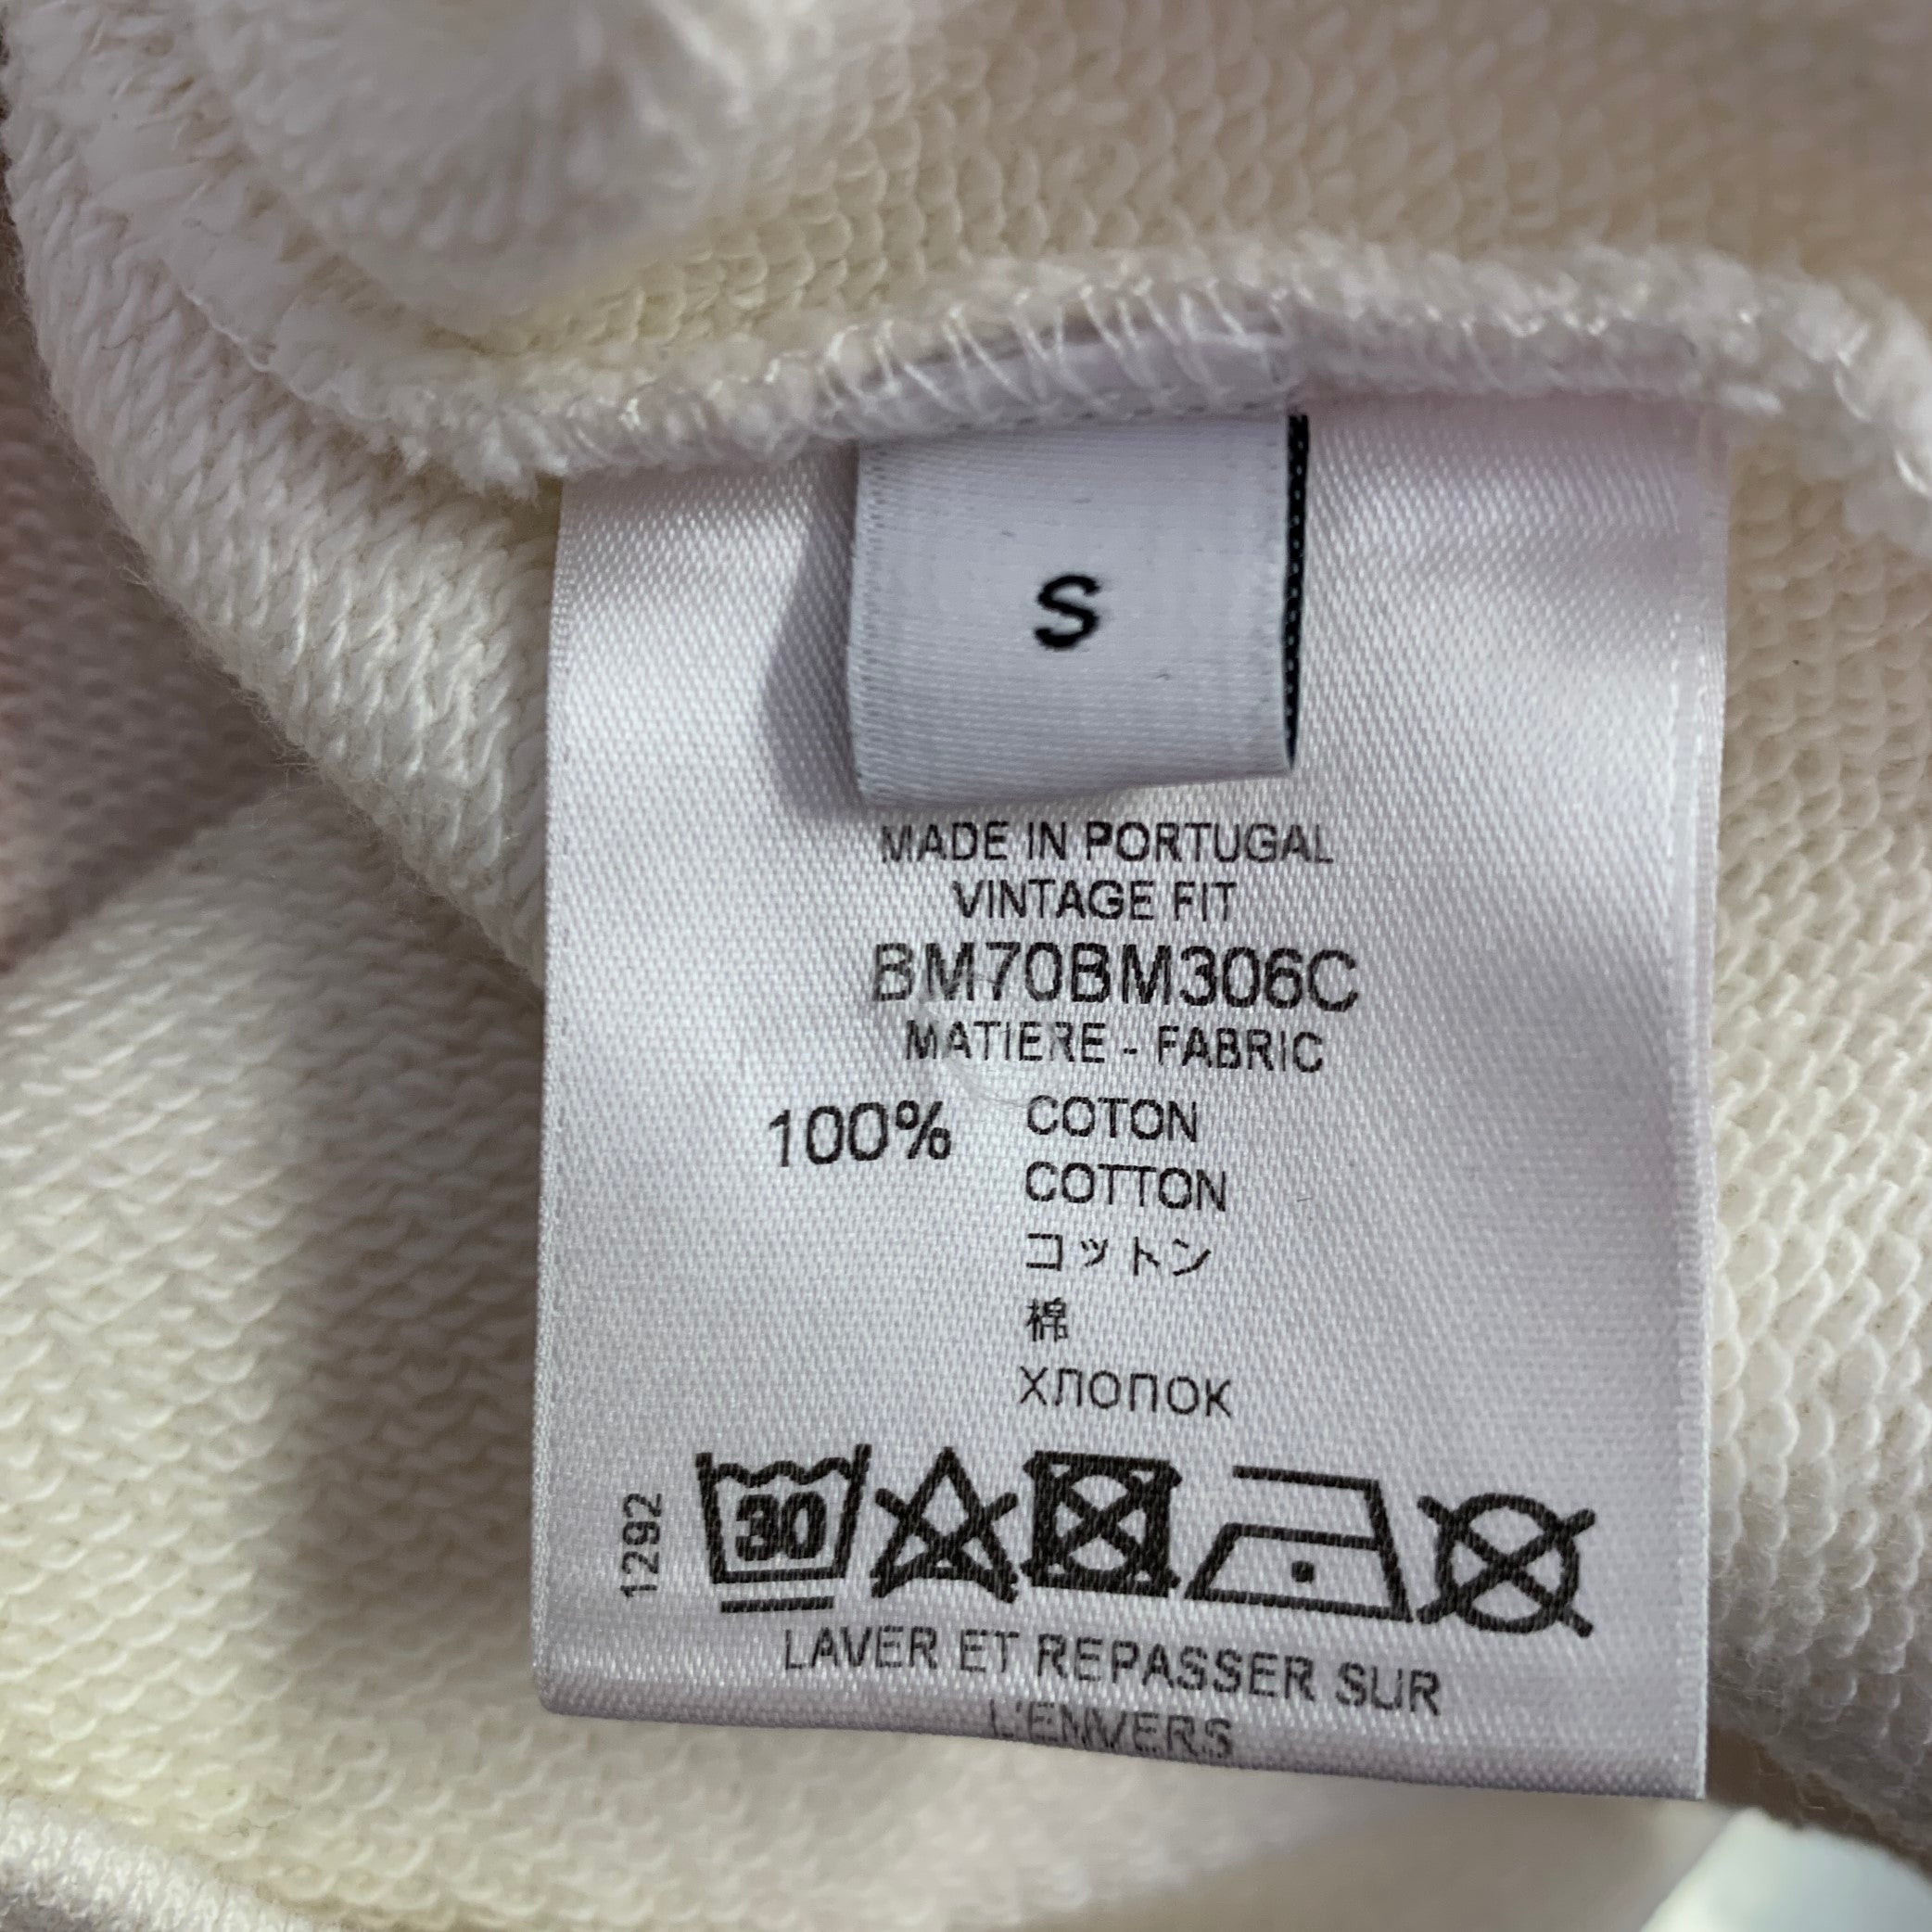 S
MADE IN PORTUGAL
VINTAGE FIT
BM70BM306C
MATIERE - FABRIC
100% COTON
COTTON
コットン
棉
ХЛОПОК
1292
30
LAVER ET REPASSER SUR
L'ENVERS